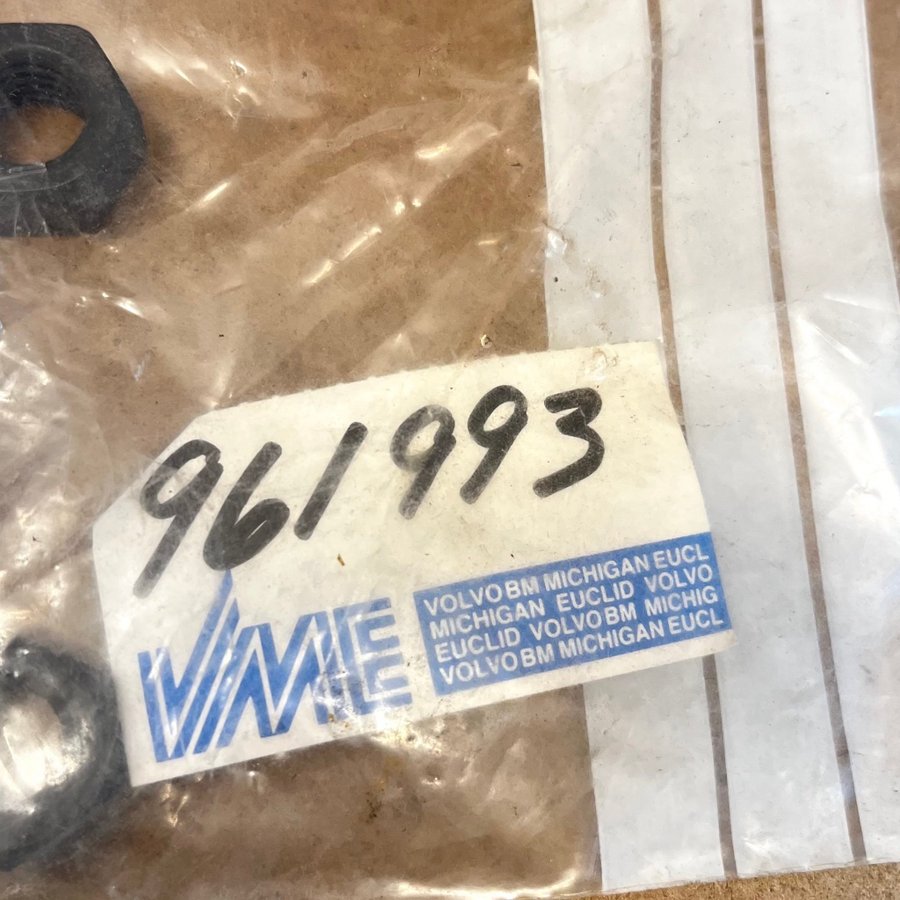 961993
VME
VOLVO BM MICHIGAN EUCL
MICHIGAN EUCLID VOLVO
EUCLID VOLVO BM MICHIG
VOLVO BM MICHIGAN EUCL